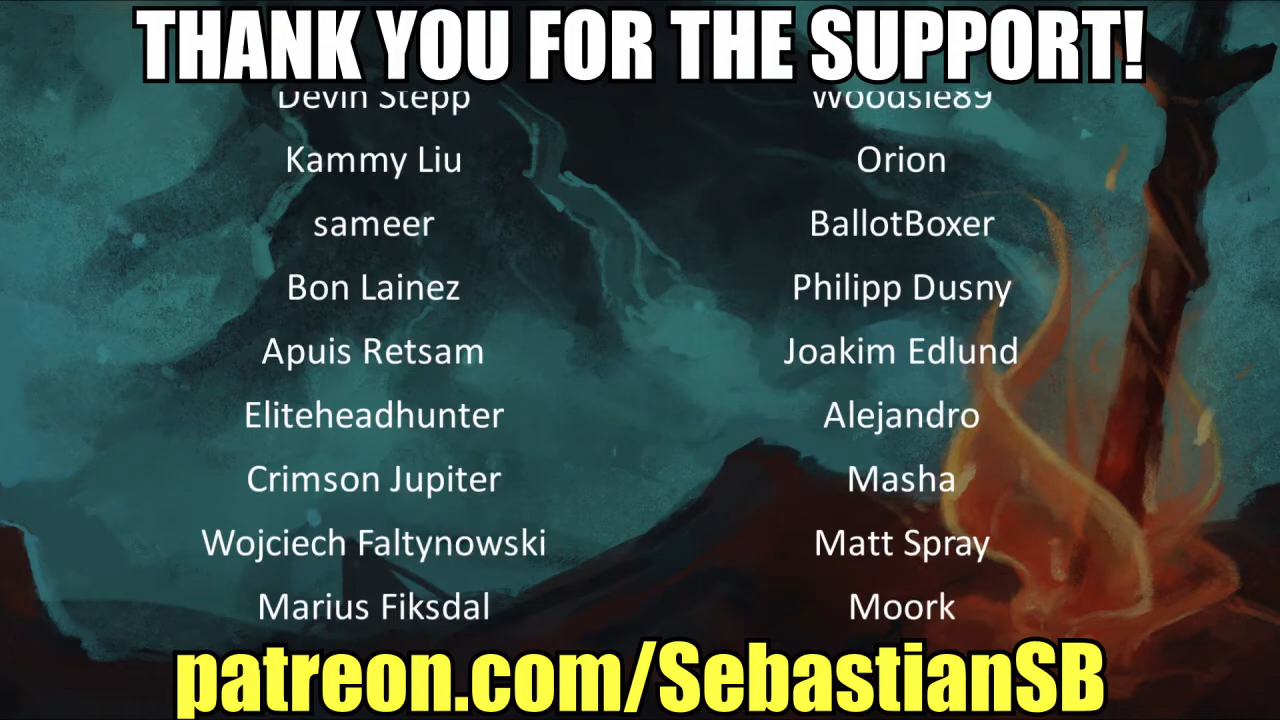 THANK YOU FOR THE SUPPORT!
Devin Stepp Woodsie89
Kammy Liu Orion
sameer BallotBoxer
Bon Lainez Philipp Dusny
Apuis Retsam Joakim Edlund
Eliteheadhunter Alejandro
Crimson Jupiter Masha
Wojciech Faltynowski Matt Spray
Marius Fiksdal Moork
patreon.com/SebastianSB